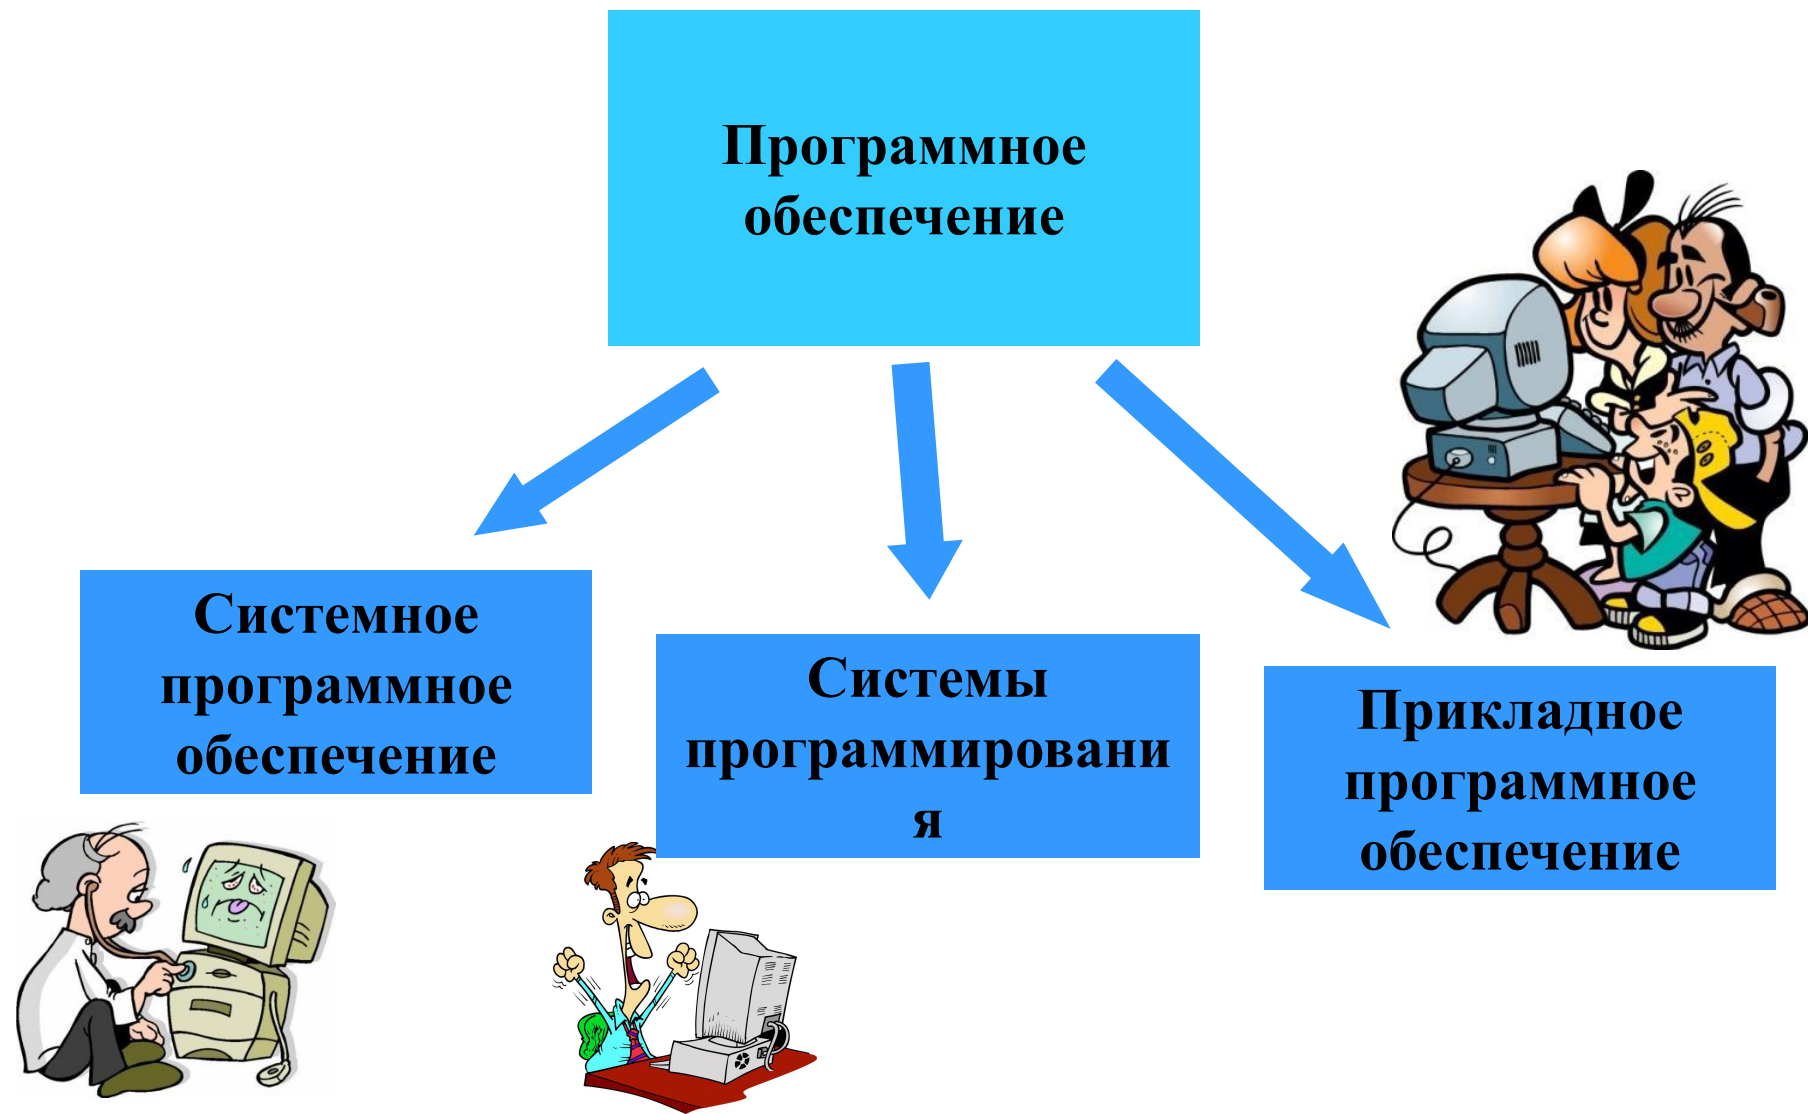 Программное
обеспечение
Системное
программное
обеспечение
Системы
программировани
я
Прикладное
программное
обеспечение